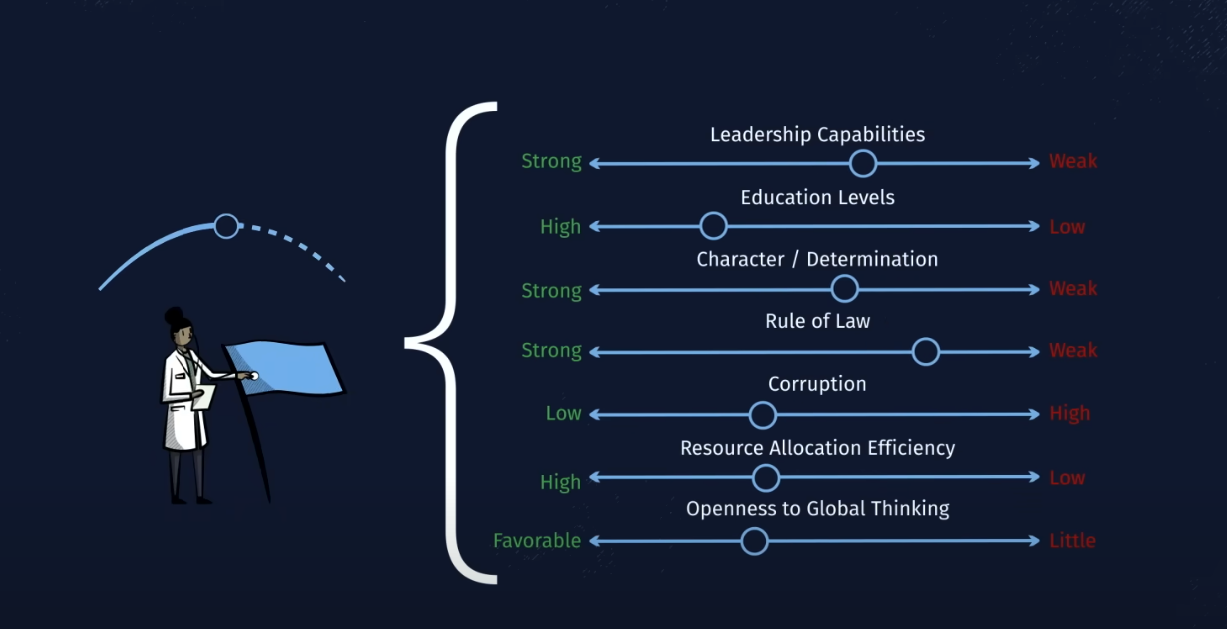 Leadership Capabilities
Strong Weak
Education Levels
High Low
Character / Determination
Strong Weak
Rule of Law
Strong Weak
Corruption
Low High
Resource Allocation Efficiency
High Low
Openness to Global Thinking
Favorable Little